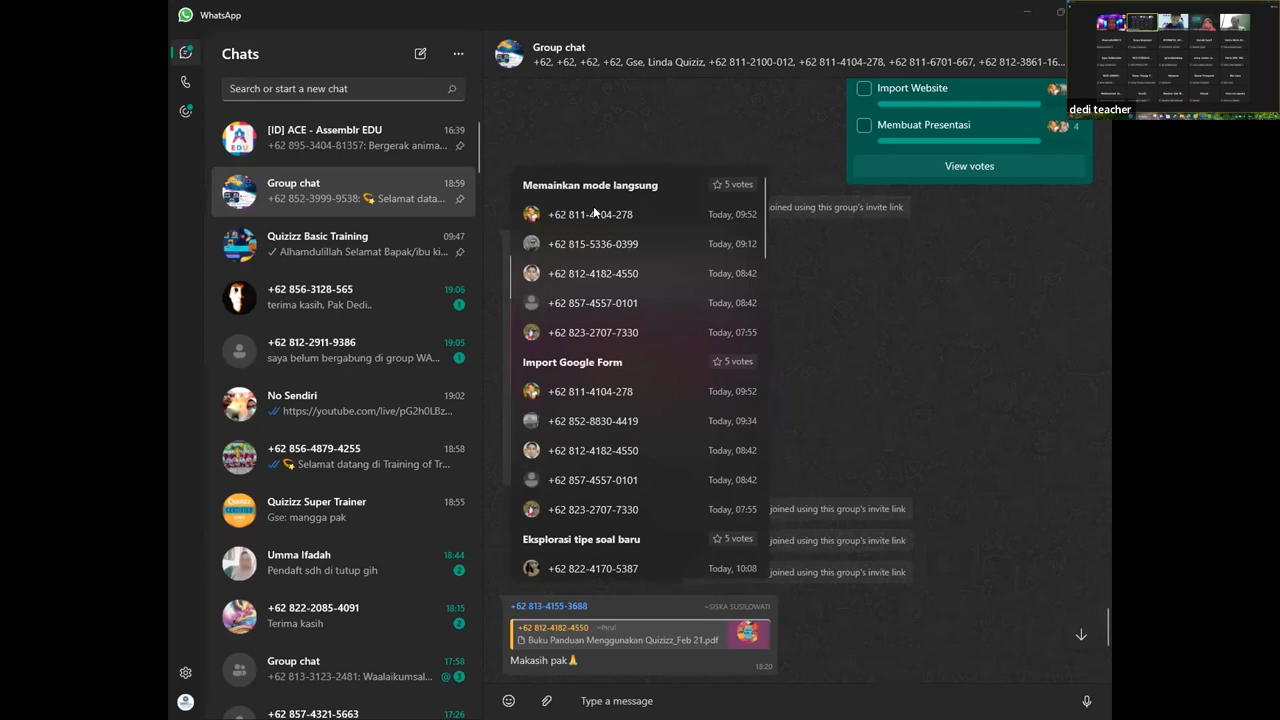 WhatsApp
Chats
Search or start a new chat
[ID] ACE - Assemblr EDU 16:39
+62 895-3404-81357: Bergerak anima...
Group chat 18:59
+62 852-3999-9538: 💫 Selamat data...
Quizizz Basic Training 09:47
Alhamdulillah Selamat Bapak/ibu ki...
+62 856-3128-565 19:06
terima kasih, Pak Dedi.. 1
+62 812-2911-9386 19:05
saya belum bergabung di group WA... 1
No Sendiri 19:02
https://youtube.com/live/pG2h0LBz...
+62 856-4879-4255 18:58
💫 Selamat datang di Training of Tr...
Quizizz Super Trainer 18:55
Gse: mangga pak
Umma Ifadah 18:44
Pendaft sdh di tutup gih 2
+62 822-2085-4091 18:15
Terima kasih 2
Group chat 17:58
+62 813-3123-2481: Waalaikumsal... @ 3
+62 857-4321-5663 17:26
Group chat
+62, +62, +62, +62, Gse, Linda Quiziz, +62 811-2100-012, +62 811-4104-278, +62 811-6701-667, +62 812-3861-16...
dedi teacher
Import Website
Membuat Presentasi 4
View votes
joined using this group's invite link
Memainkan mode langsung 5 votes
+62 811-4104-278 Today, 09:52
+62 815-5336-0399 Today, 09:12
+62 812-4182-4550 Today, 08:42
+62 857-4557-0101 Today, 08:42
+62 823-2707-7330 Today, 07:55
Import Google Form 5 votes
+62 811-4104-278 Today, 09:52
+62 852-8830-4419 Today, 09:34
+62 812-4182-4550 Today, 08:42
+62 857-4557-0101 Today, 08:42
+62 823-2707-7330 Today, 07:55
joined using this group's invite link
Eksplorasi tipe soal baru 5 votes
joined using this group's invite link
+62 822-4170-5387 Today, 10:08
joined using this group's invite link
+62 813-4155-3688 ~SISKA SUSILOWATI
+62 812-4182-4550
Buku Panduan Menggunakan Quizizz_Feb 21.pdf
Makasih pak🙏 18:20
Type a message